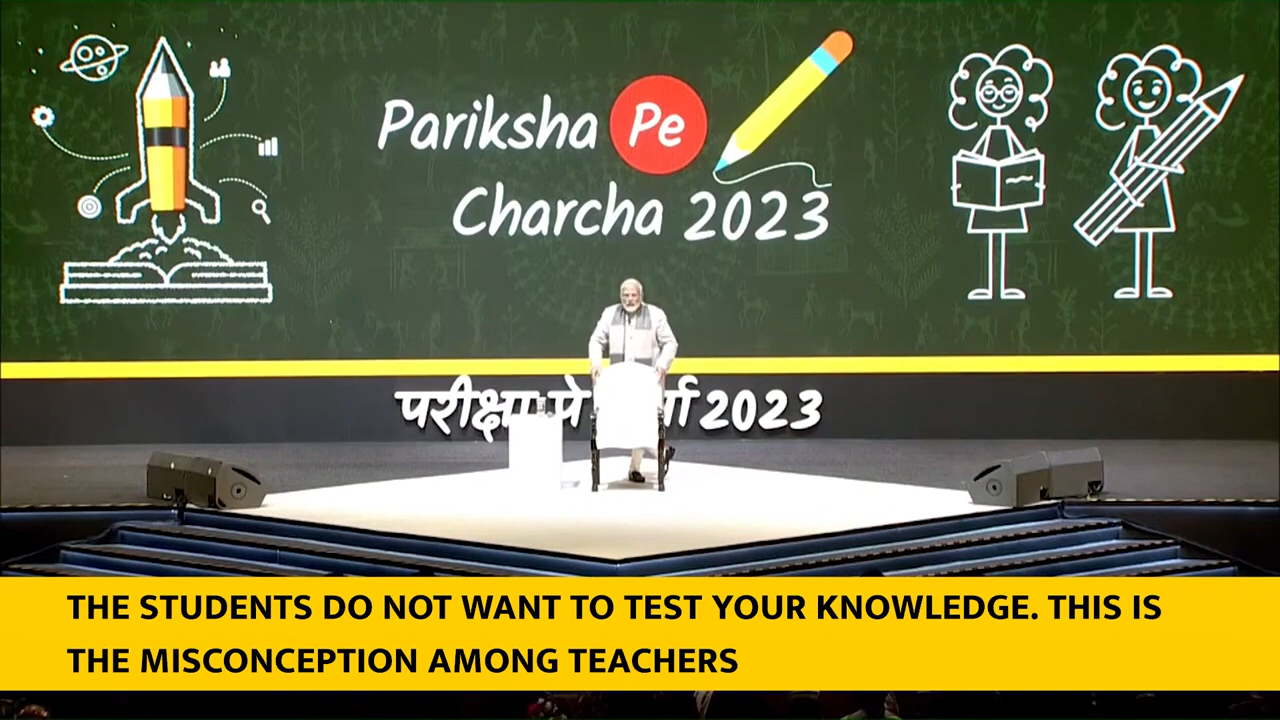 Pariksha Pe
Charcha 2023
परीक्षा पे र्चा 2023
THE STUDENTS DO NOT WANT TO TEST YOUR KNOWLEDGE. THIS IS
THE MISCONCEPTION AMONG TEACHERS